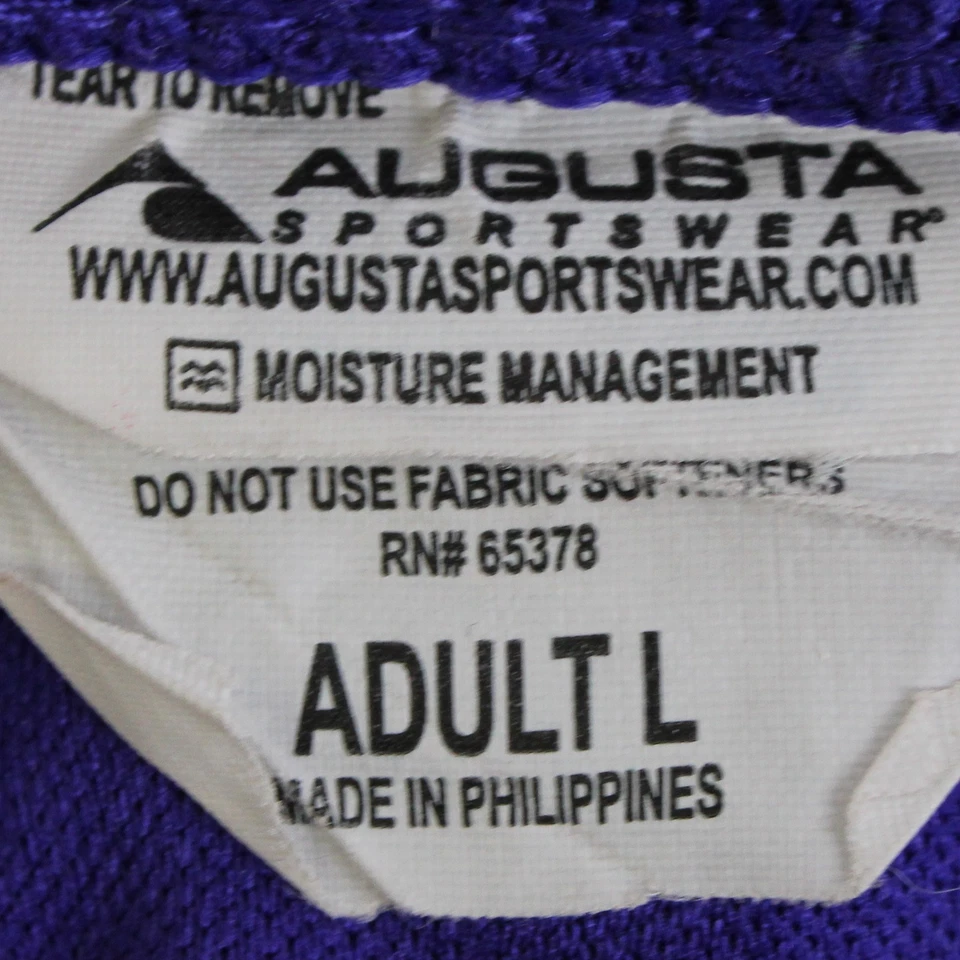 TEAR TO REMOVE
AUGUSTA
SPORTSWEAR®
WWW.AUGUSTASPORTSWEAR.COM
MOISTURE MANAGEMENT
DO NOT USE FABRIC SOFTENERS
RN# 65378
ADULT L
MADE IN PHILIPPINES